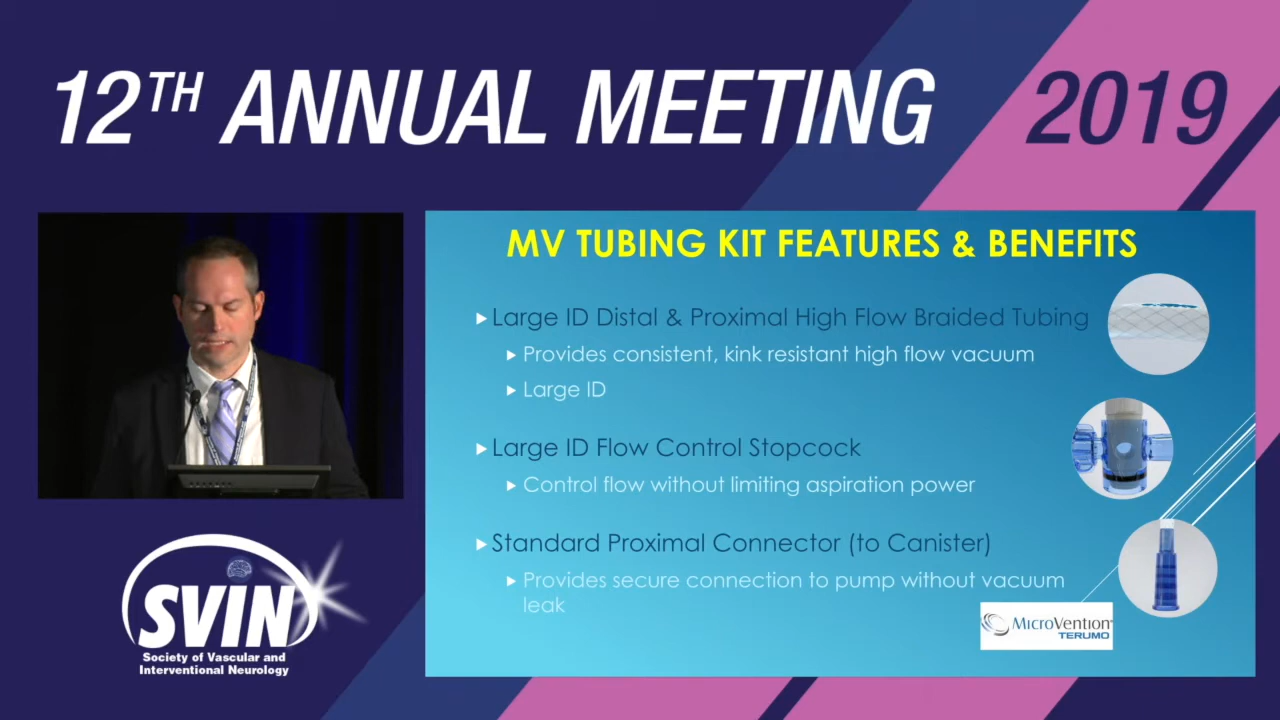 12TH ANNUAL MEETING 2019
MV TUBING KIT FEATURES & BENEFITS
Large ID Distal & Proximal High Flow Braided Tubing
Provides consistent, kink resistant high flow vacuum
Large ID
Large ID Flow Control Stopcock
Control flow without limiting aspiration power
Standard Proximal Connector (to Canister)
Provides secure connection to pump without vacuum
leak
MICROVENTION
TERUMO
SVIN
Society of Vascular and
Interventional Neurology